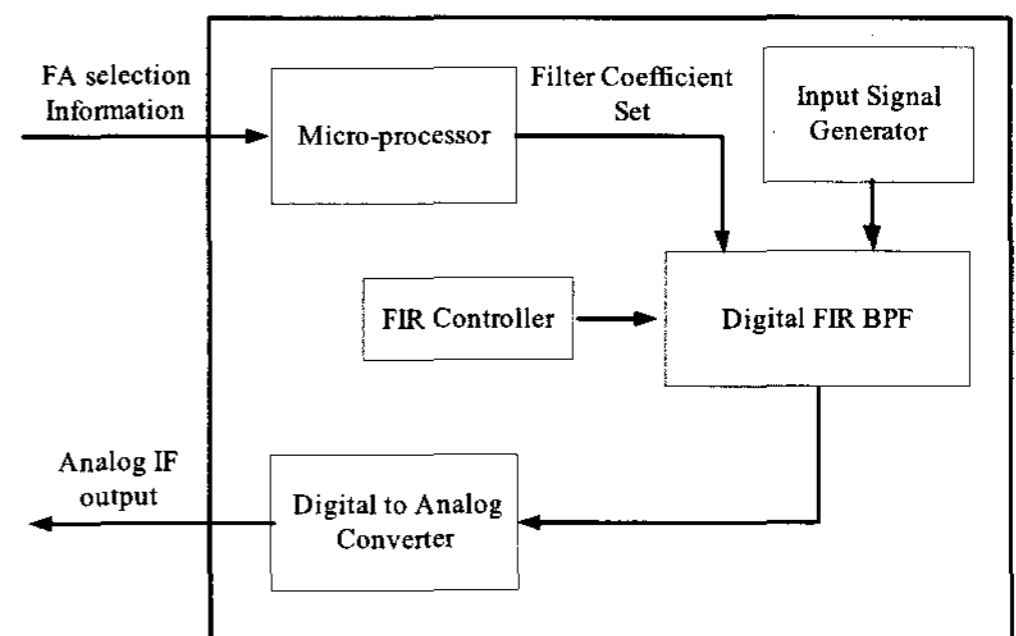 FA selection
Information
Micro-processor
Filter Coefficient
Set
Input Signal
Generator
FIR Controller
Digital FIR BPF
Analog IF
output
Digital to Analog
Converter